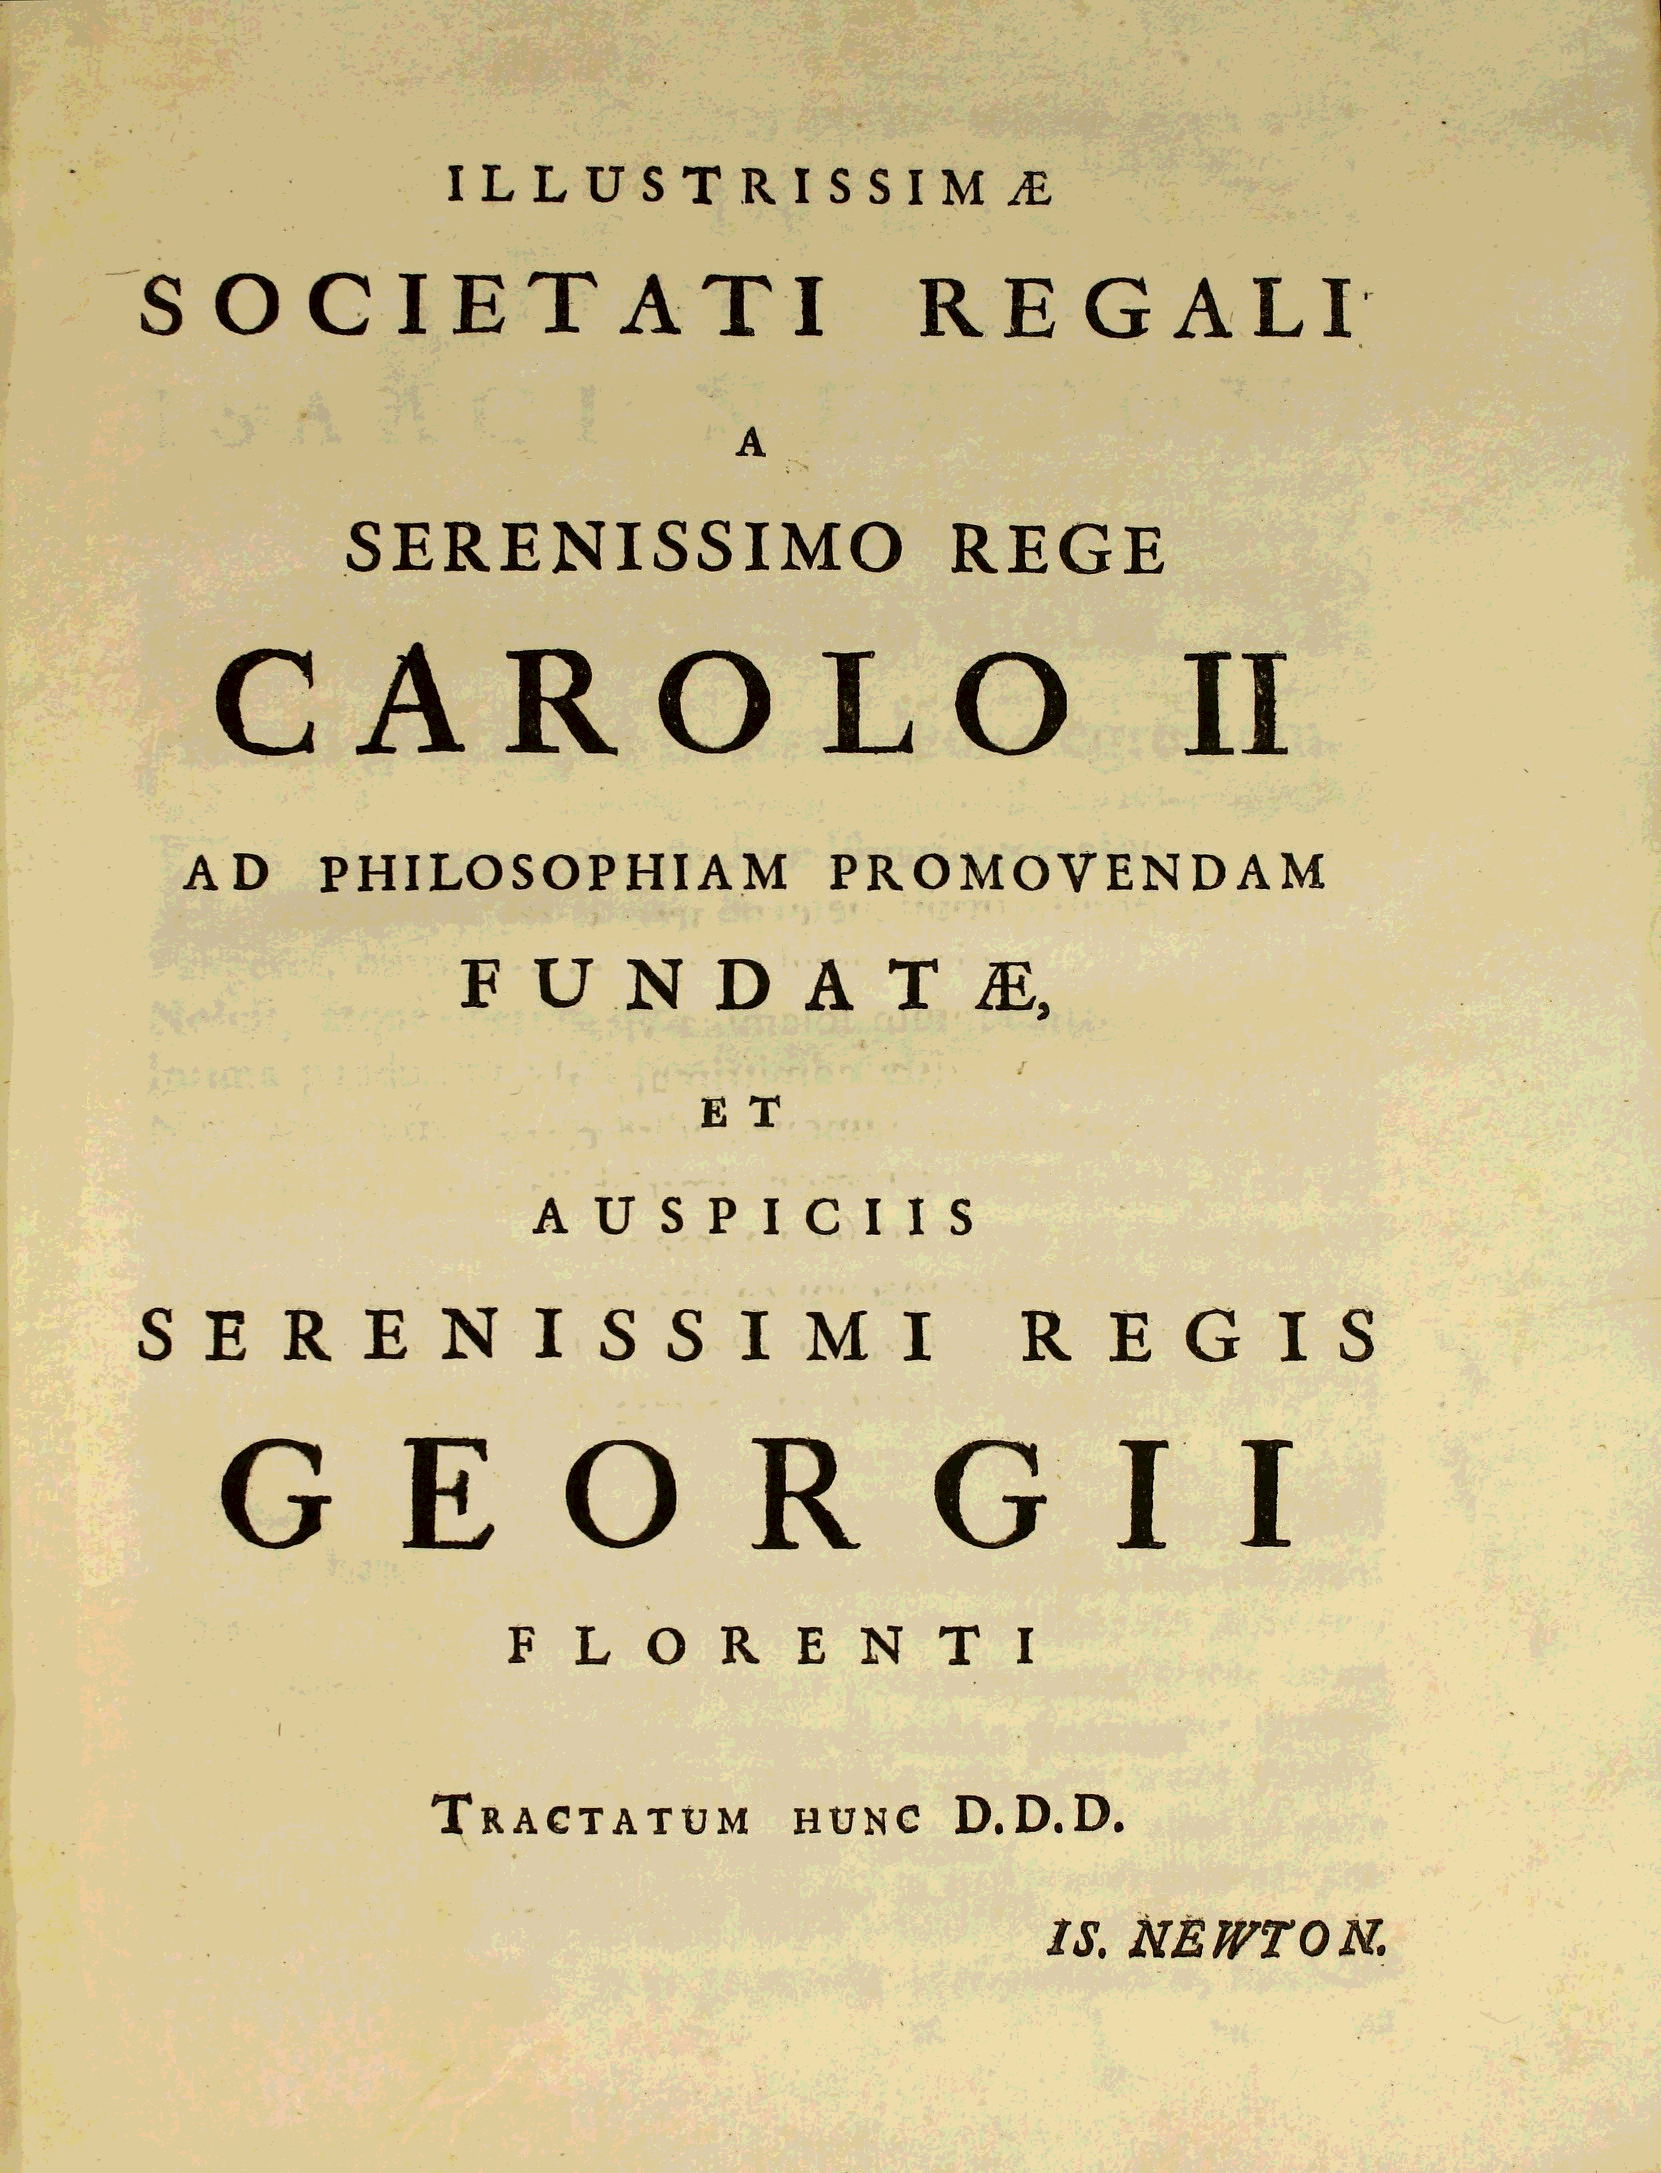 ILLUSTRISSIMÆ
SOCIETATI REGALI
A
SERENISSIMO REGE
CAROLO II
AD PHILOSOPHIAM PROMOVENDAM
FUNDATÆ,
ET
AUSPICIIS
SERENISSIMI REGIS
GEORGII
FLORENTI
TRACTATUM HUNC D.D.D.
IS. NEWTON.